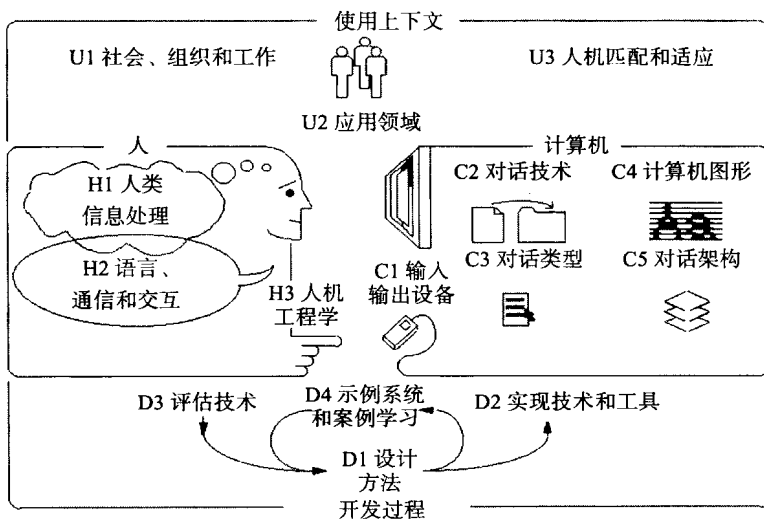 使用上下文
U1 社会、组织和工作
U3 人机匹配和适应
U2 应用领域
人
计算机
H1 人类
信息处理
C2 对话技术
C4 计算机图形
H2 语言、
通信和交互
C3 对话类型
C5 对话架构
C1 输入
输出设备
H3 人机
工程学
D3 评估技术
D4 示例系统
和案例学习
D2 实现技术和工具
D1 设计
方法
开发过程